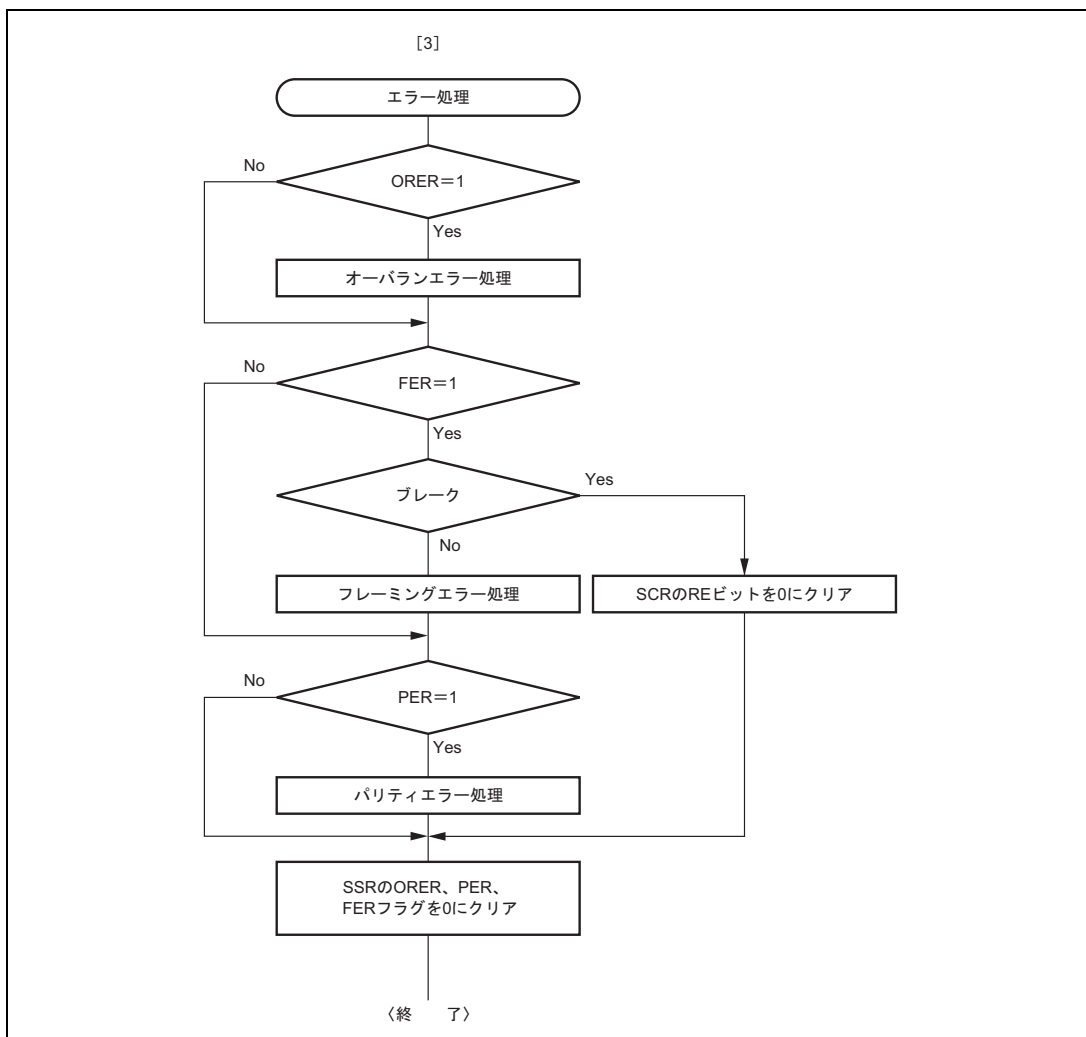 ［3］
エラー処理
No
ORER＝1
Yes
オーバランエラー処理
No
FER＝1
Yes
ブレーク
Yes
No
フレーミングエラー処理
SCRのREビットを0にクリア
No
PER＝1
Yes
パリティエラー処理
SSRのORER、PER、
FERフラグを0にクリア
〈終　了〉